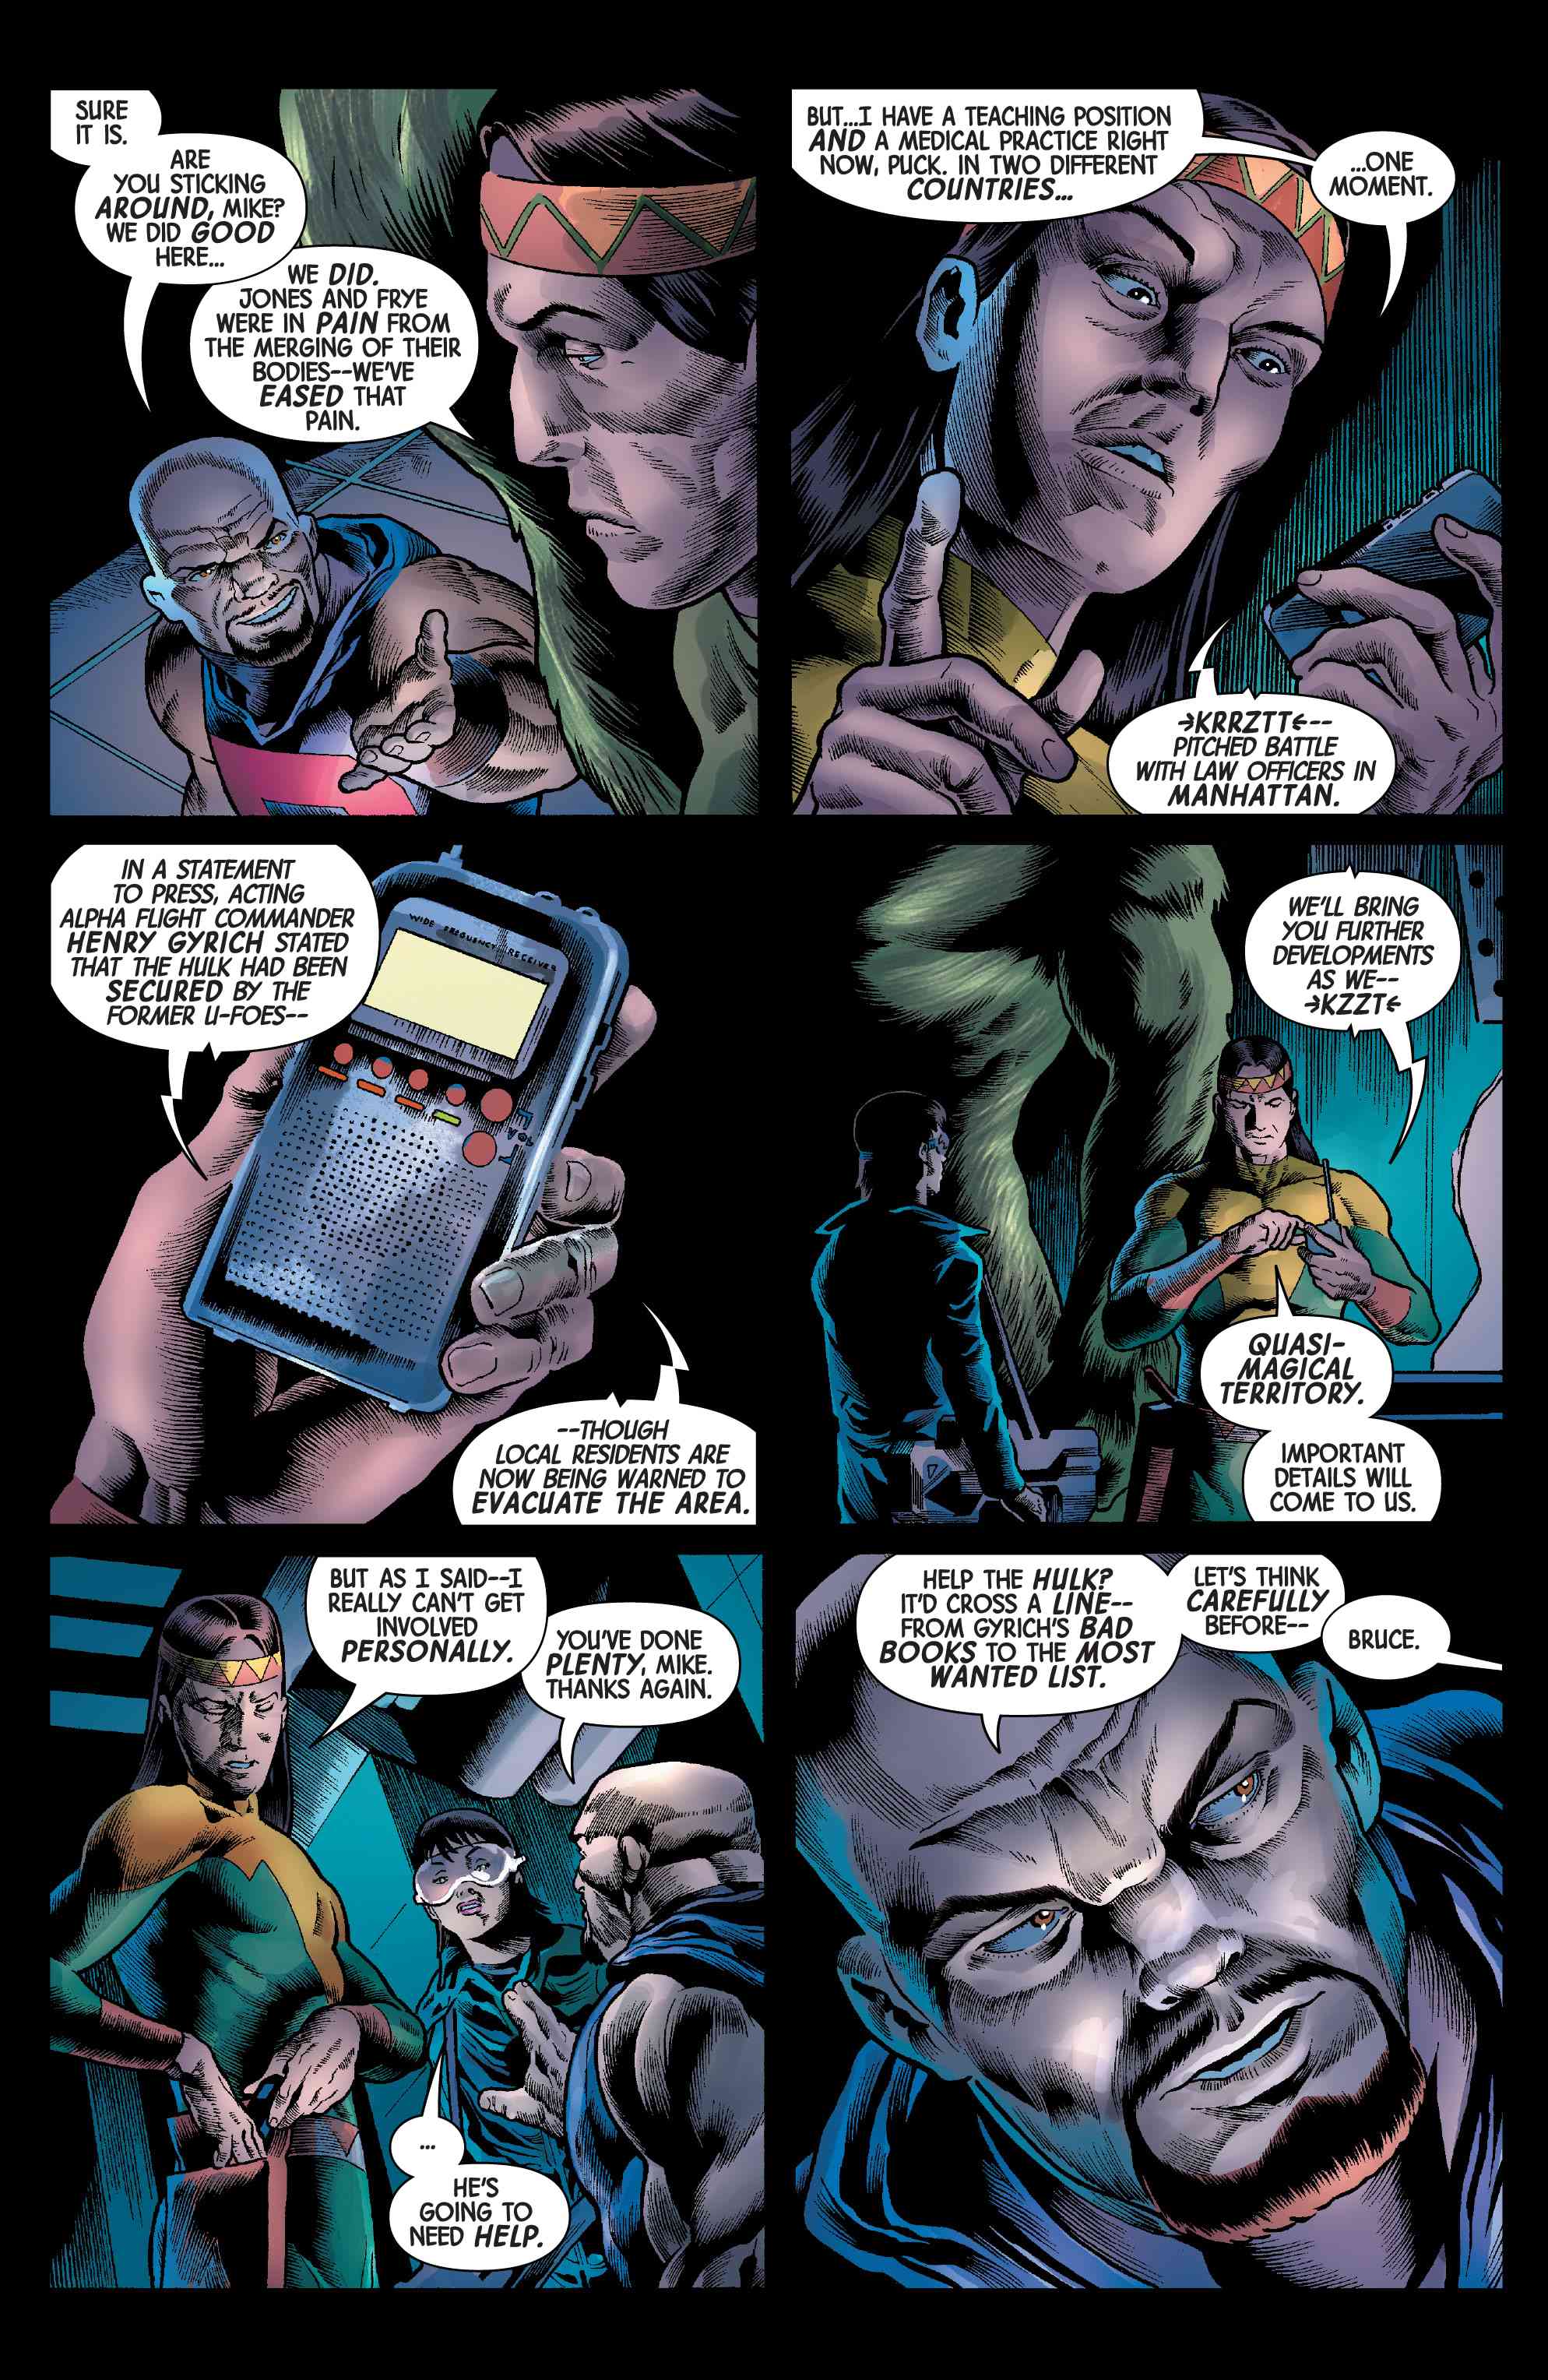 SURE
IT IS.
ARE
YOU STICKING
AROUND, MIKE?
WE DID GOOD
HERE...
WE DID.
JONES AND FRYE
WERE IN PAIN FROM
THE MERGING OF THEIR
BODIES--WE'VE
EASED THAT
PAIN.
BUT...I HAVE A TEACHING POSITION
AND A MEDICAL PRACTICE RIGHT
NOW, PUCK. IN TWO DIFFERENT
COUNTRIES...
...ONE
MOMENT.
→KRRZTT←--
PITCHED BATTLE
WITH LAW OFFICERS IN
MANHATTAN.
IN A STATEMENT
TO PRESS, ACTING
ALPHA FLIGHT COMMANDER
HENRY GYRICH STATED
THAT THE HULK HAD BEEN
SECURED BY THE
FORMER U-FOES--
WIDE FREQUENCY RECEIVER
VOL
--THOUGH
LOCAL RESIDENTS ARE
NOW BEING WARNED TO
EVACUATE THE AREA.
WE'LL BRING
YOU FURTHER
DEVELOPMENTS
AS WE--
→KZZT←
QUASI-
MAGICAL
TERRITORY.
IMPORTANT
DETAILS WILL
COME TO US.
BUT AS I SAID--I
REALLY CAN'T GET
INVOLVED
PERSONALLY.
YOU'VE DONE
PLENTY, MIKE.
THANKS AGAIN.
...
HE'S
GOING TO
NEED HELP.
HELP THE HULK?
IT'D CROSS A LINE--
FROM GYRICH'S BAD
BOOKS TO THE MOST
WANTED LIST.
LET'S THINK
CAREFULLY
BEFORE--
BRUCE.